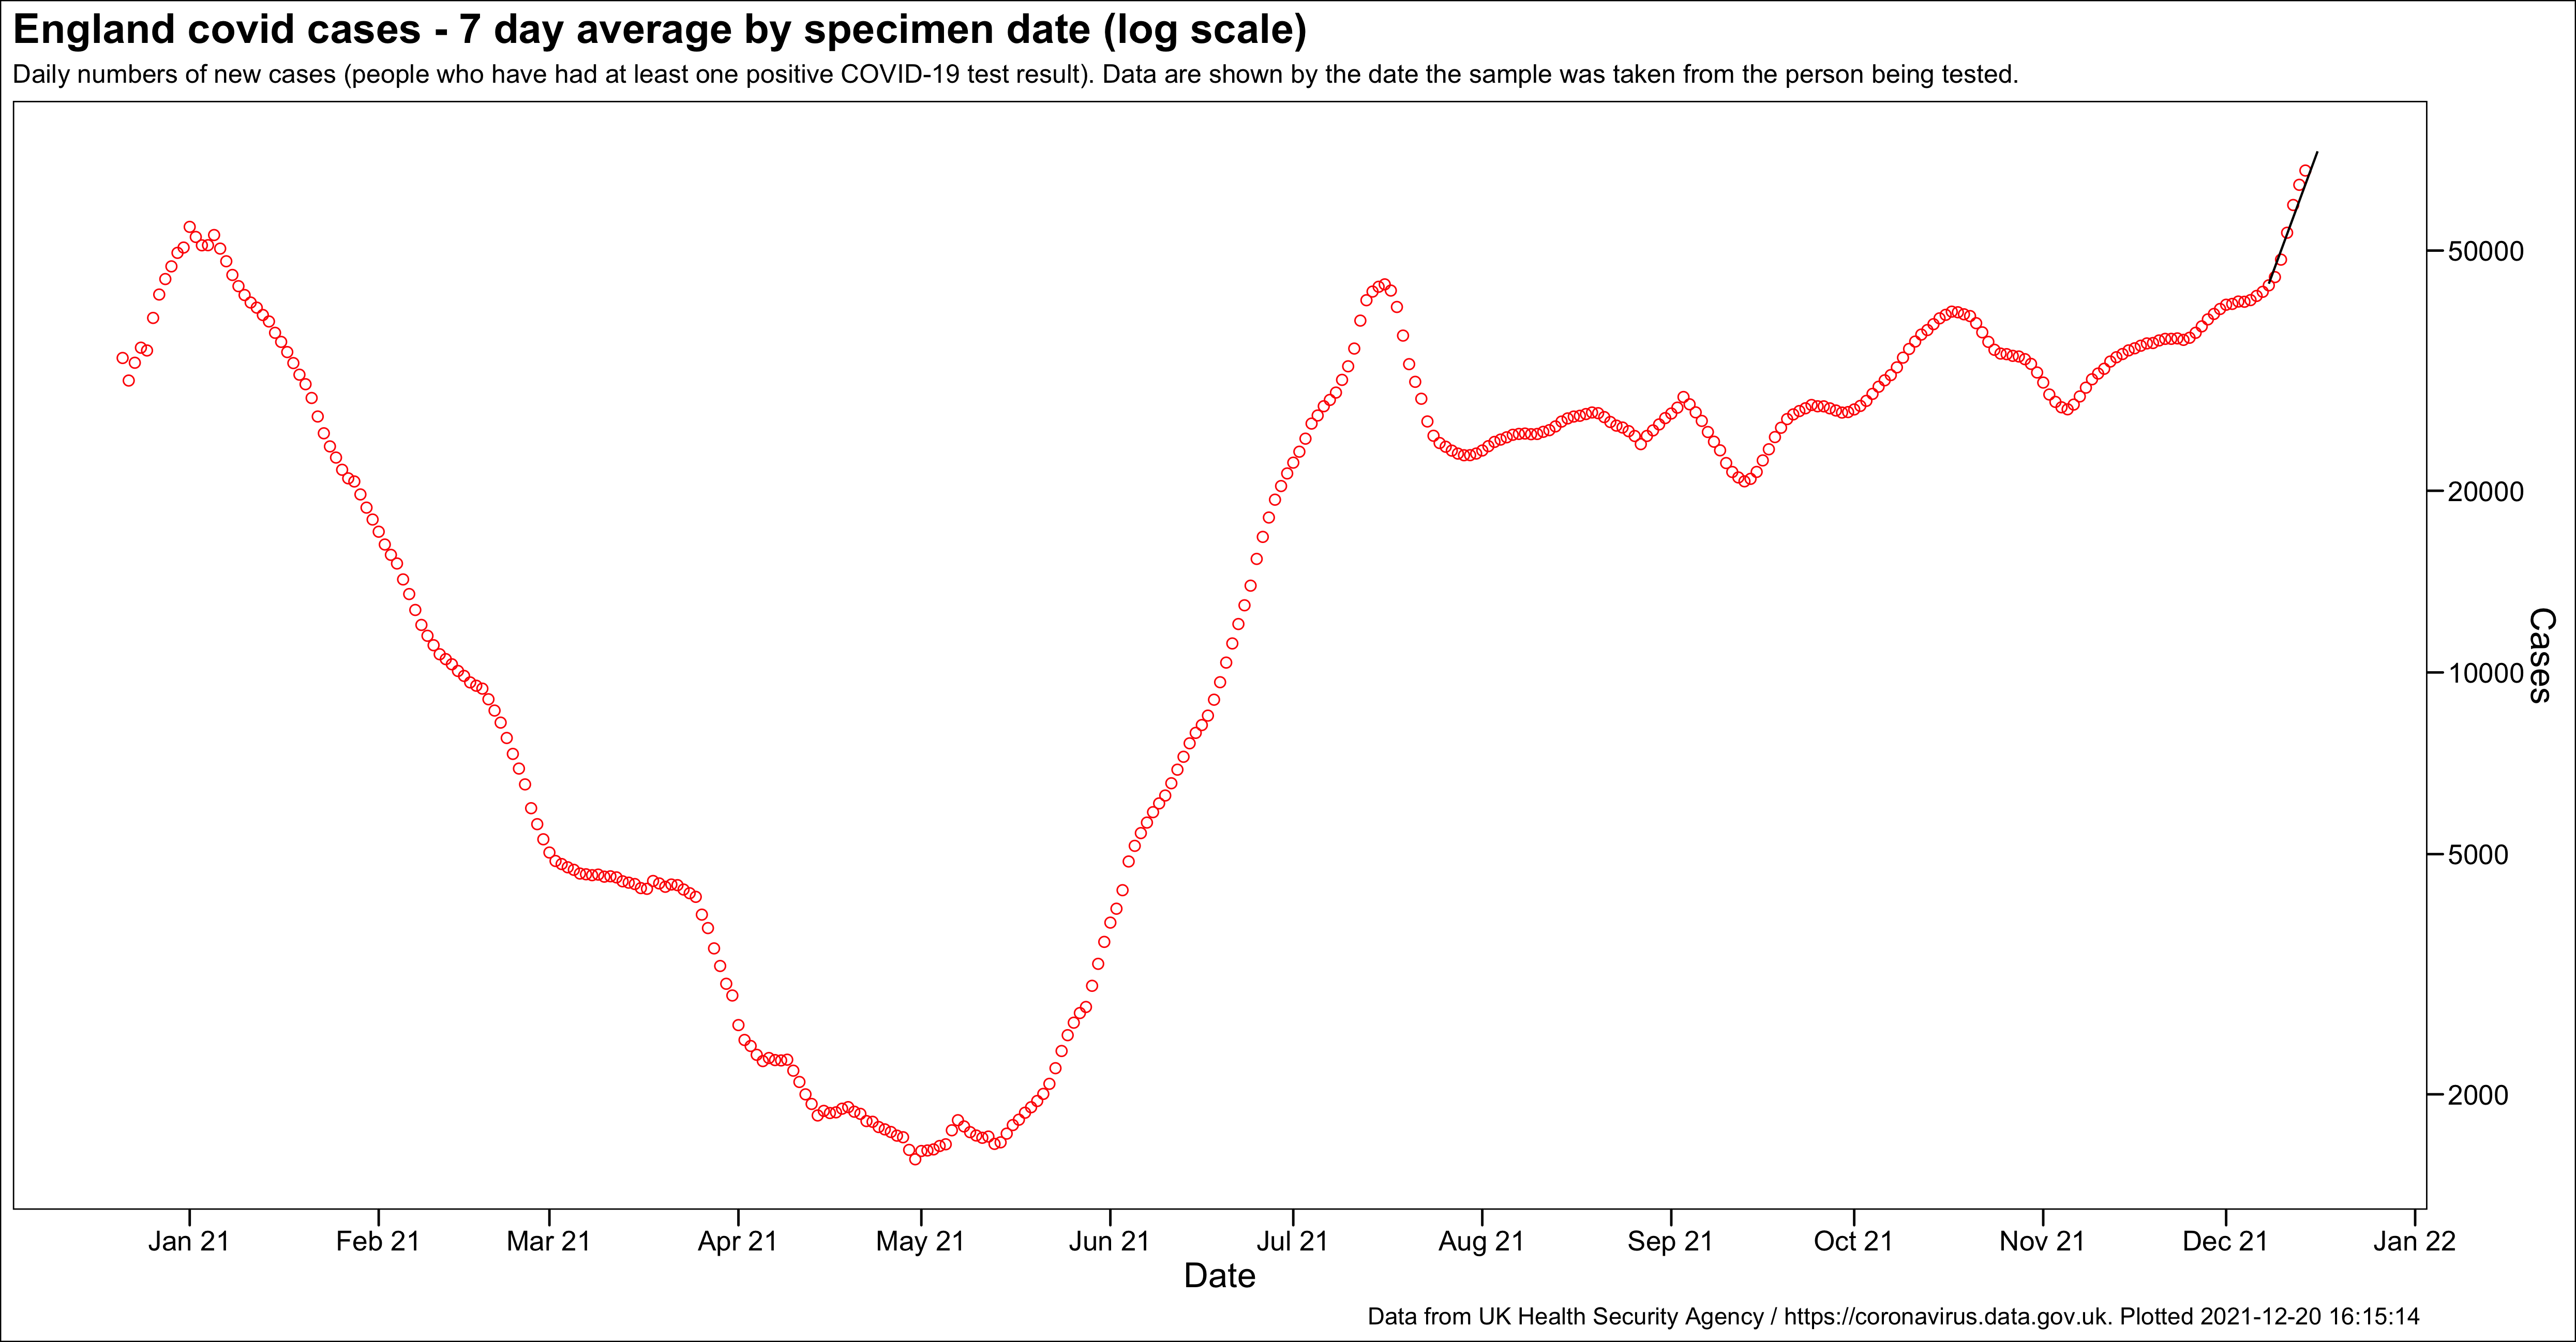 England covid cases - 7 day average by specimen date (log scale)
Daily numbers of new cases (people who have had at least one positive COVID-19 test result). Data are shown by the date the sample was taken from the person being tested.
50000
20000
10000
5000
2000
Cases
Jan 21 Feb 21 Mar 21 Apr 21 May 21 Jun 21 Jul 21 Aug 21 Sep 21 Oct 21 Nov 21 Dec 21 Jan 22
Date
Data from UK Health Security Agency / https://coronavirus.data.gov.uk. Plotted 2021-12-20 16:15:14